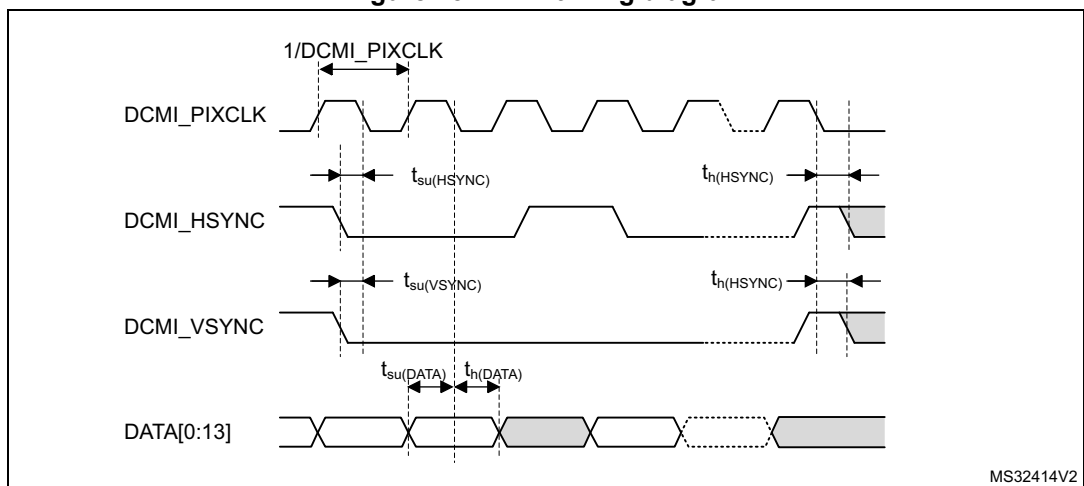 1/DCMI_PIXCLK
DCMI_PIXCLK
tsu(HSYNC)
th(HSYNC)
DCMI_HSYNC
tsu(VSYNC)
th(HSYNC)
DCMI_VSYNC
tsu(DATA) th(DATA)
DATA[0:13]
MS32414V2